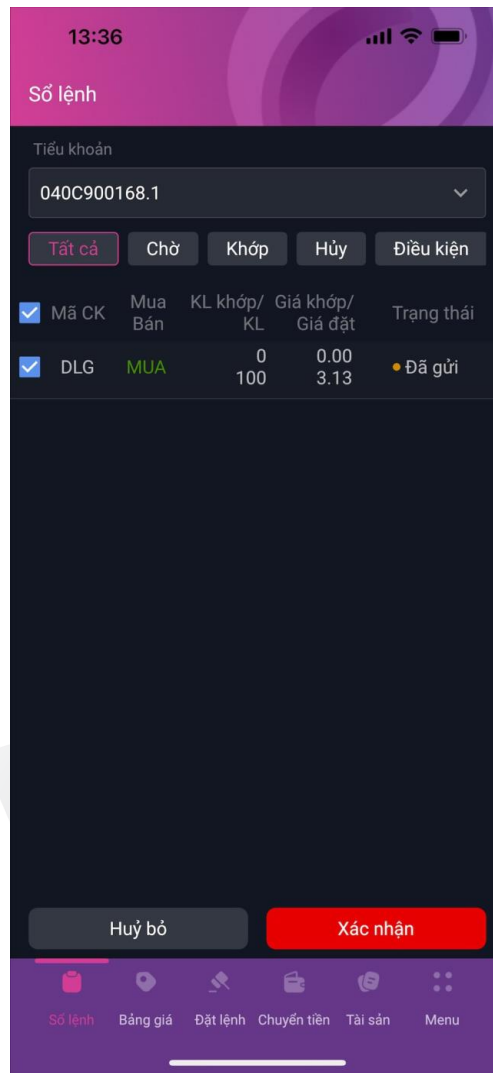 13:36
Sổ lệnh
Tiểu khoản
040C900168.1
Tất cả Chờ Khớp Hủy Điều kiện
Mã CK Mua Bán KL khớp/ KL Giá khớp/ Giá đặt Trạng thái
DLG MUA 0 0.00 Đã gửi
100 3.13
Huỷ bỏ Xác nhận
Sổ lệnh Bảng giá Đặt lệnh Chuyển tiền Tài sản Menu